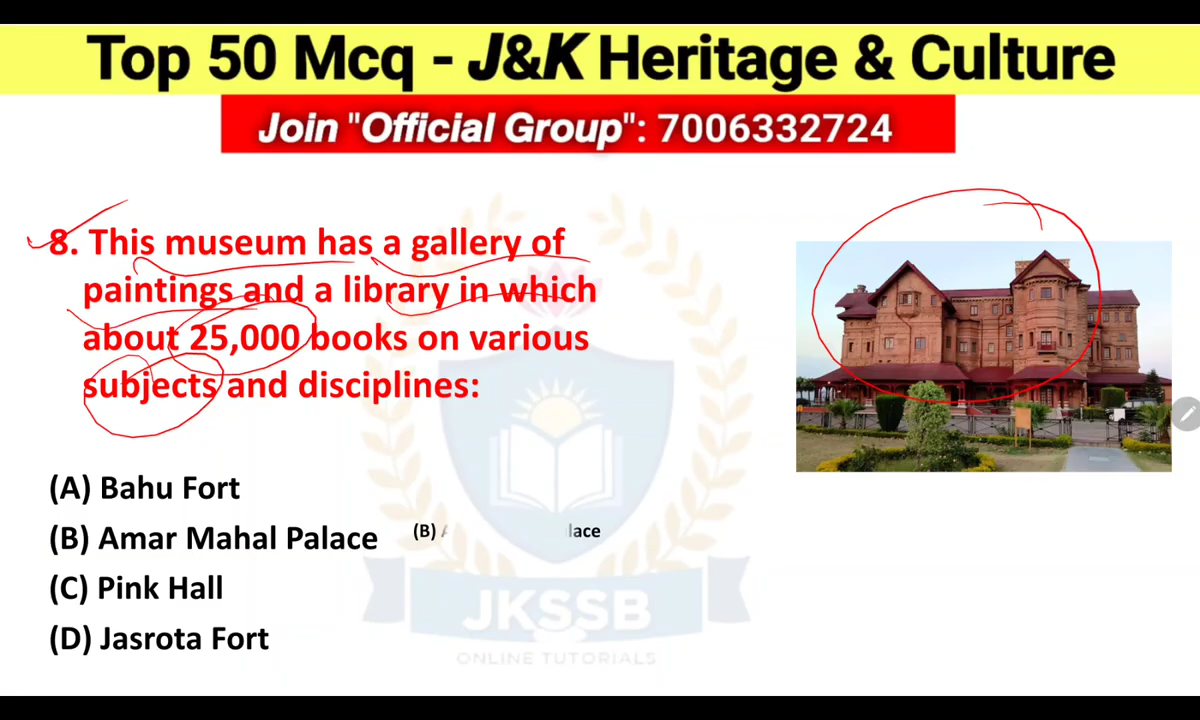 Top 50 Mcq - J&K Heritage & Culture
Join "Official Group": 7006332724
8. This museum has a gallery of
paintings and a library in which
about 25,000 books on various
subjects and disciplines:
(A) Bahu Fort
(B) Amar Mahal Palace
(B) A lace
(C) Pink Hall
(D) Jasrota Fort
JKSSB
ONLINE TUTORIALS